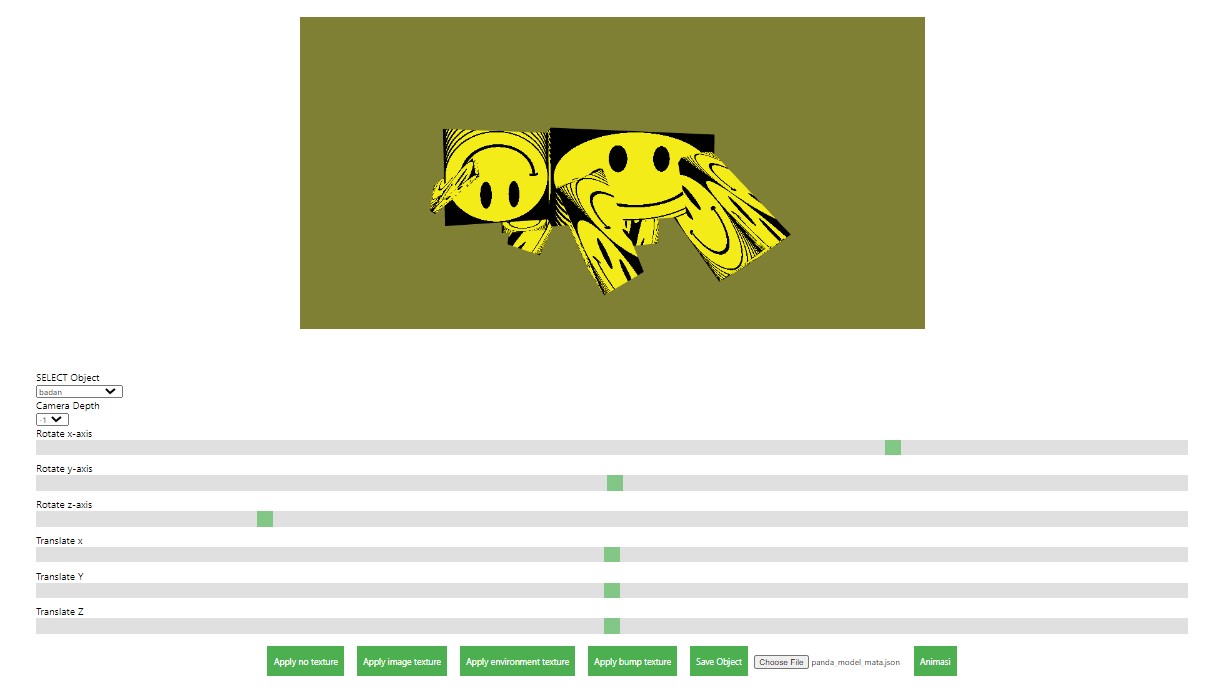 SELECT Object
badan
Camera Depth
-1
Rotate x-axis
Rotate y-axis
Rotate z-axis
Translate x
Translate Y
Translate Z
Apply no texture Apply image texture Apply environment texture Apply bump texture Save Object Choose File panda_model_mata.json Animasi